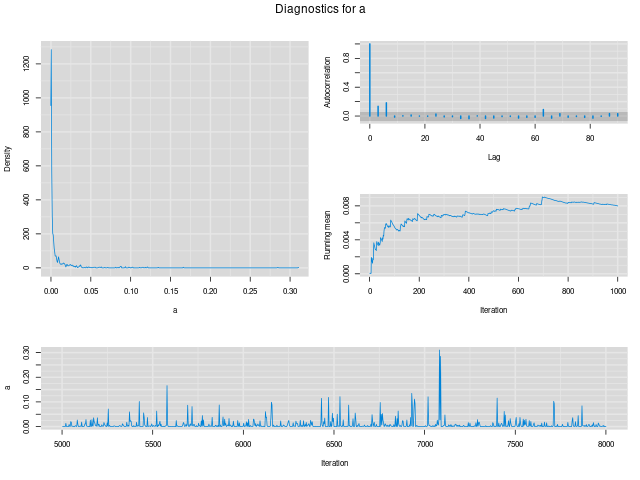 Diagnostics for a
Density
0 200 400 600 800 1000 1200
0.00 0.05 0.10 0.15 0.20 0.25 0.30
a
Autocorrelation
0.0 0.4 0.8
0 20 40 60 80
Lag
Running mean
0.000 0.004 0.008
0 200 400 600 800 1000
Iteration
a
0.00 0.10 0.20 0.30
5000 5500 6000 6500 7000 7500 8000
Iteration